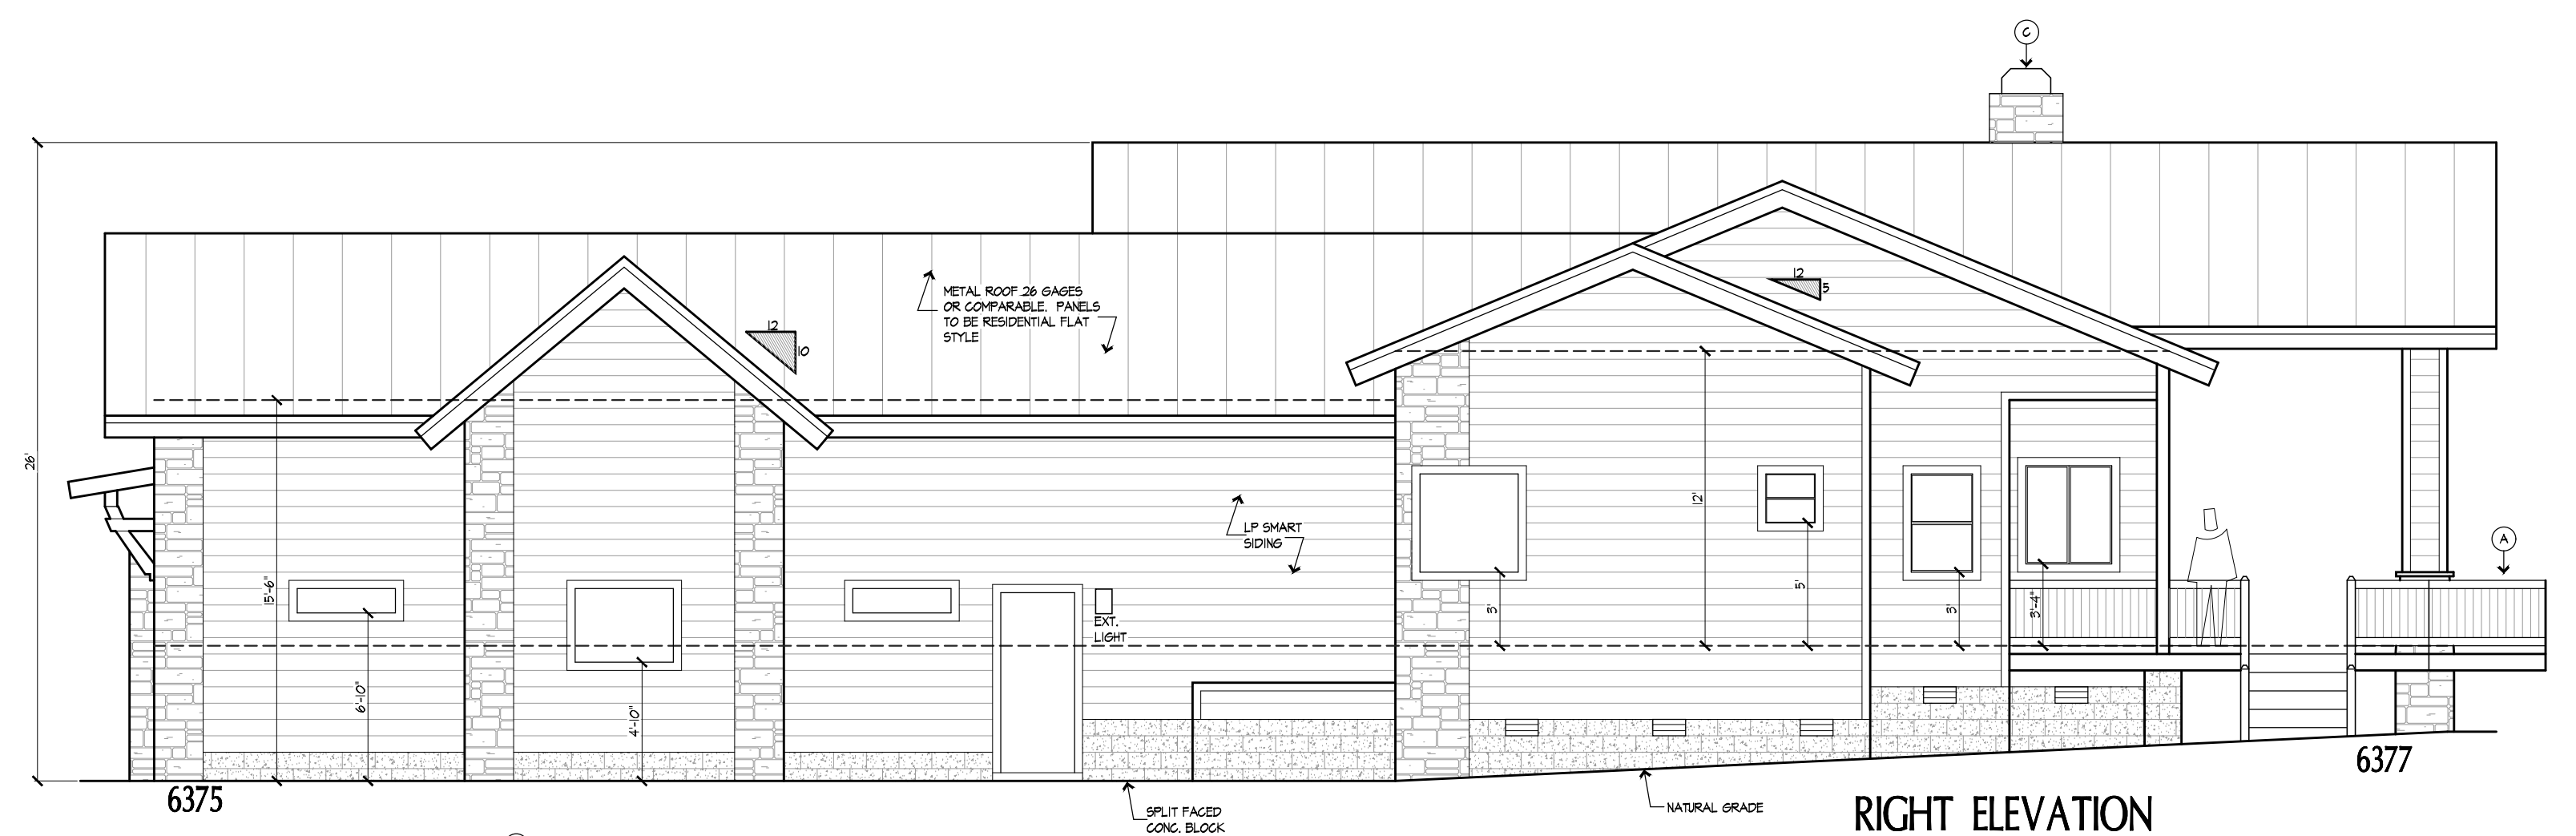 C
26'
12
5
METAL ROOF 26 GAGES
OR COMPARABLE. PANELS
TO BE RESIDENTIAL FLAT
STYLE
12
10
LP SMART
SIDING
12'
A
15'-6"
EXT.
LIGHT
3'
5'
3'
3'-4"
6'-10"
4'-10"
6375
6377
SPLIT FACED
CONC. BLOCK
NATURAL GRADE
RIGHT ELEVATION